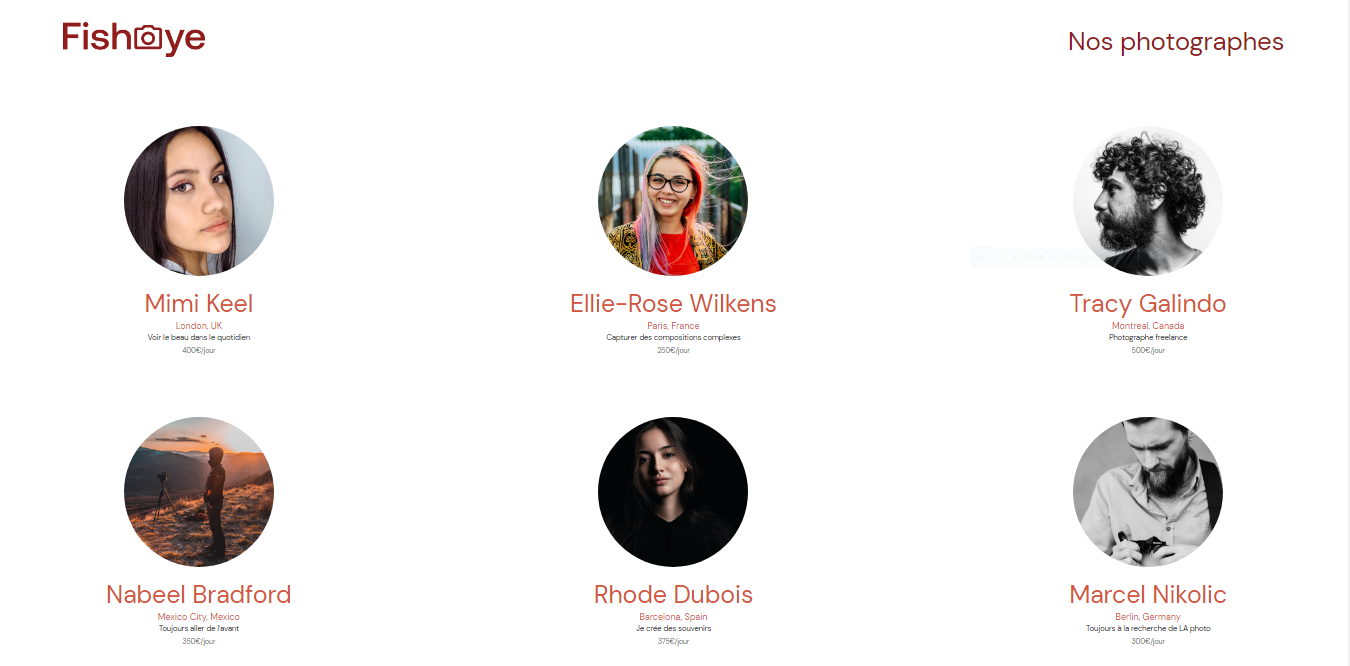 Fisheye
Nos photographes
Mimi Keel
London, UK
Voir le beau dans le quotidien
400€/jour
Ellie-Rose Wilkens
Paris, France
Capturer des compositions complexes
250€/jour
Tracy Galindo
Montreal, Canada
Photographe freelance
500€/jour
Nabeel Bradford
Mexico City, Mexico
Toujours aller de l'avant
350€/jour
Rhode Dubois
Barcelona, Spain
Je crée des souvenirs
375€/jour
Marcel Nikolic
Berlin, Germany
Toujours à la recherche de LA photo
300€/jour